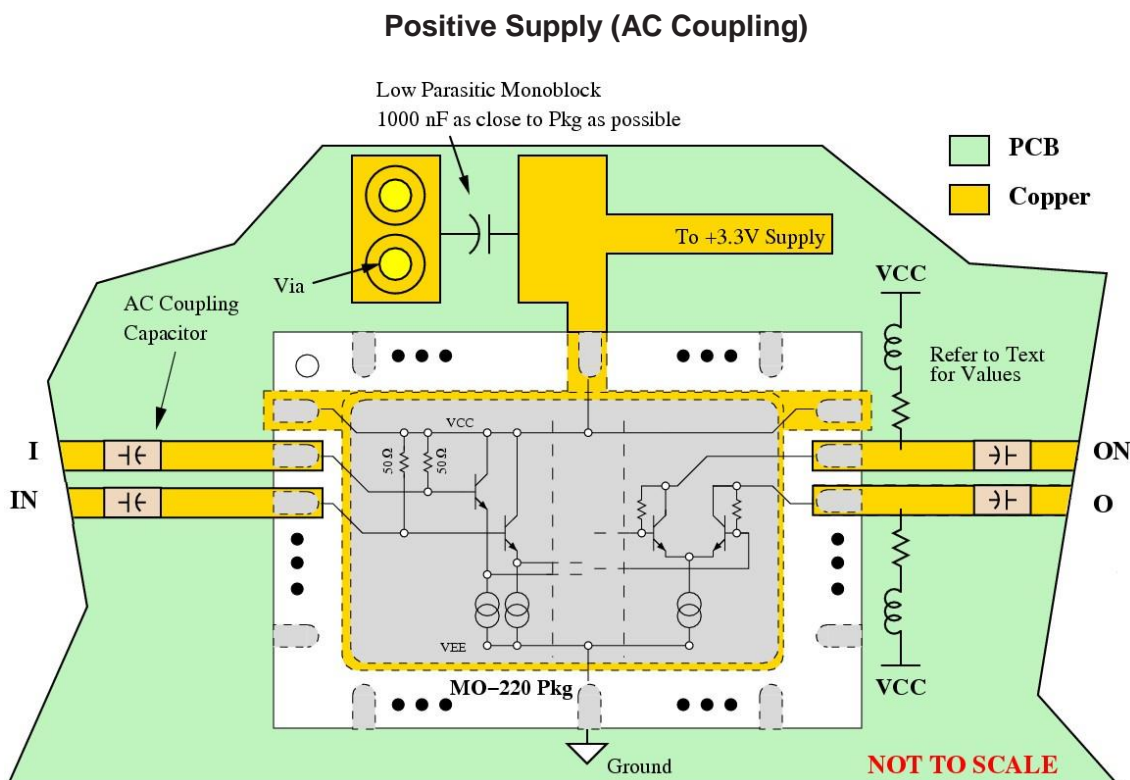 Positive Supply (AC Coupling)
Low Parasitic Monoblock
1000 nF as close to Pkg as possible
PCB
Copper
To +3.3V Supply
Via
VCC
AC Coupling
Capacitor
Refer to Text
for Values
VCC
50 Ω
50 Ω
I
ON
IN
O
VEE
MO–220 Pkg
VCC
Ground
NOT TO SCALE